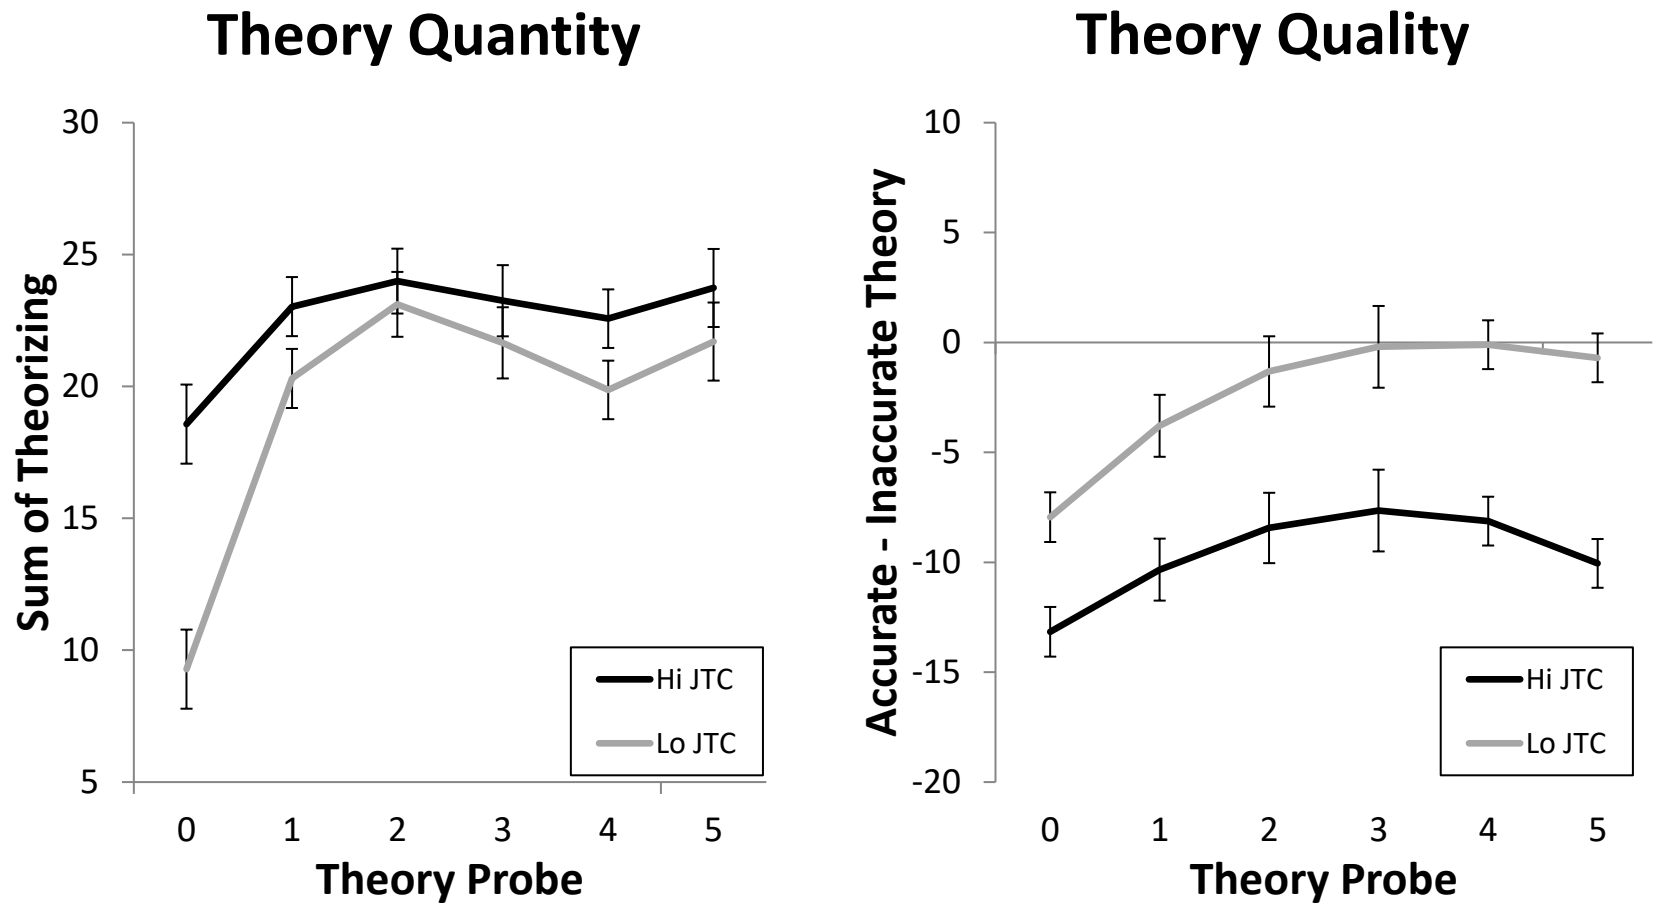 Theory Quantity
Sum of Theorizing
30
25
20
15
10
5
0 1 2 3 4 5
Theory Probe
Hi JTC
Lo JTC
Theory Quality
Accurate - Inaccurate Theory
10
5
0
-5
-10
-15
-20
0 1 2 3 4 5
Theory Probe
Hi JTC
Lo JTC